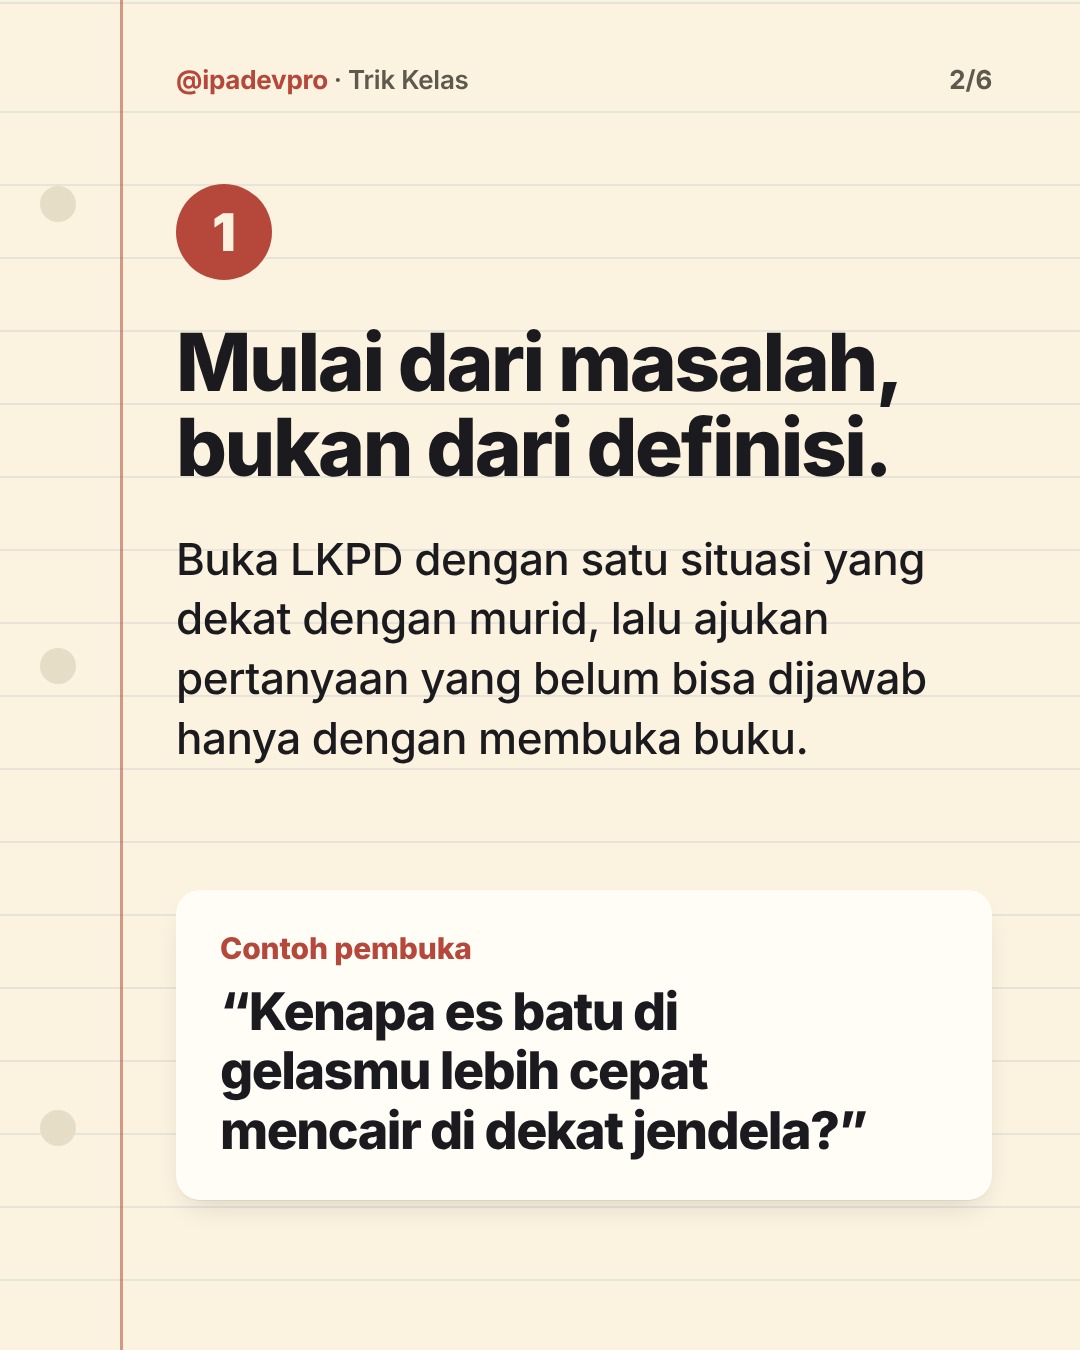 @ipadevpro · Trik Kelas 2/6
1
Mulai dari masalah,
bukan dari definisi.
Buka LKPD dengan satu situasi yang
dekat dengan murid, lalu ajukan
pertanyaan yang belum bisa dijawab
hanya dengan membuka buku.
Contoh pembuka
“Kenapa es batu di
gelasmu lebih cepat
mencair di dekat jendela?”